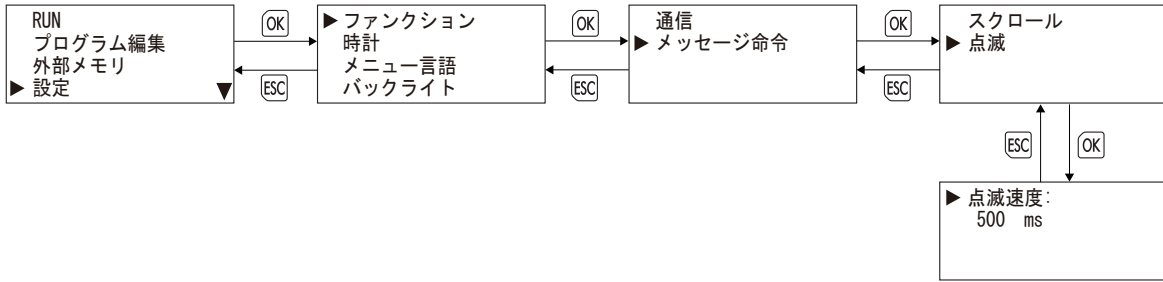 RUN
プログラム編集
外部メモリ
▶ 設定 ▼
OK
ESC
▶ ファンクション
時計
メニュー言語
バックライト
OK
ESC
通信
▶ メッセージ命令
OK
ESC
スクロール
▶ 点滅
ESC
OK
▶ 点滅速度:
500 ms